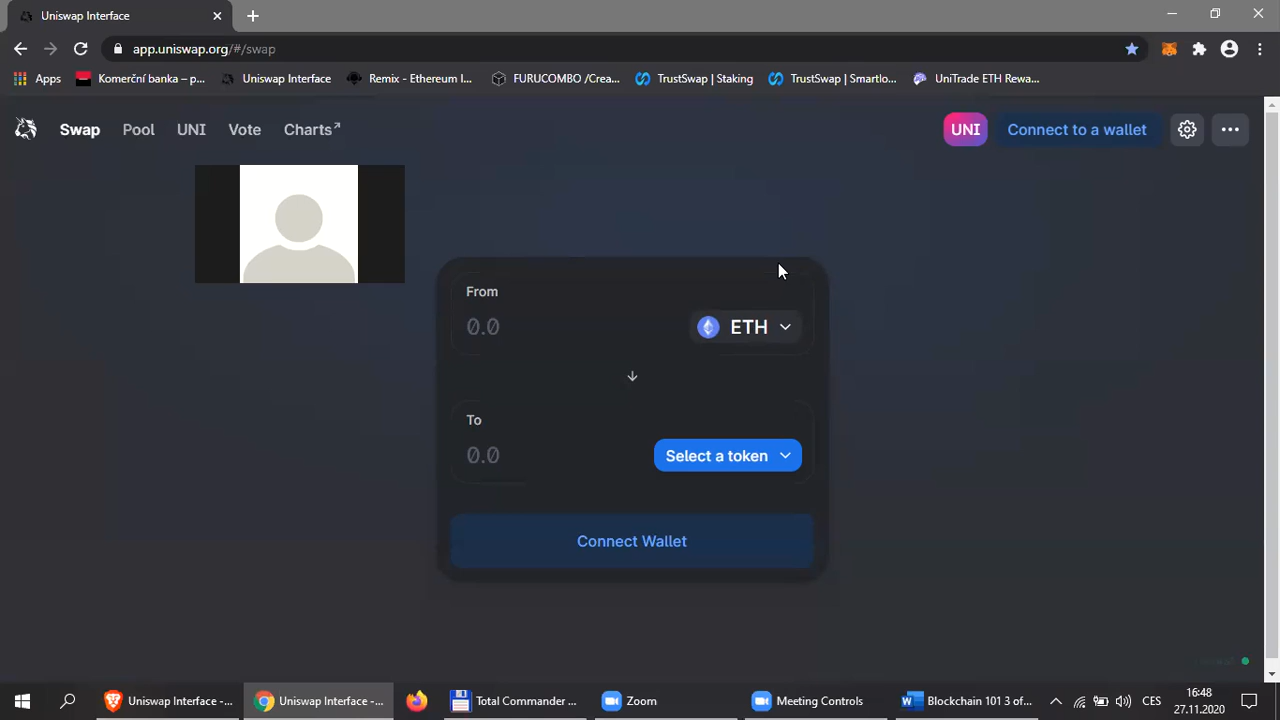 Uniswap Interface
app.uniswap.org/#/swap
Apps
Komerční banka – p...
Uniswap Interface
Remix - Ethereum I...
FURUCOMBO /Crea...
TrustSwap | Staking
TrustSwap | Smartlo...
UniTrade ETH Rewa...
Swap
Pool
UNI
Vote
Charts↗
UNI
Connect to a wallet
From
0.0
ETH
To
0.0
Select a token
Connect Wallet
Uniswap Interface -...
Uniswap Interface -...
Total Commander ...
Zoom
Meeting Controls
Blockchain 101 3 of...
CES
16:48
27.11.2020